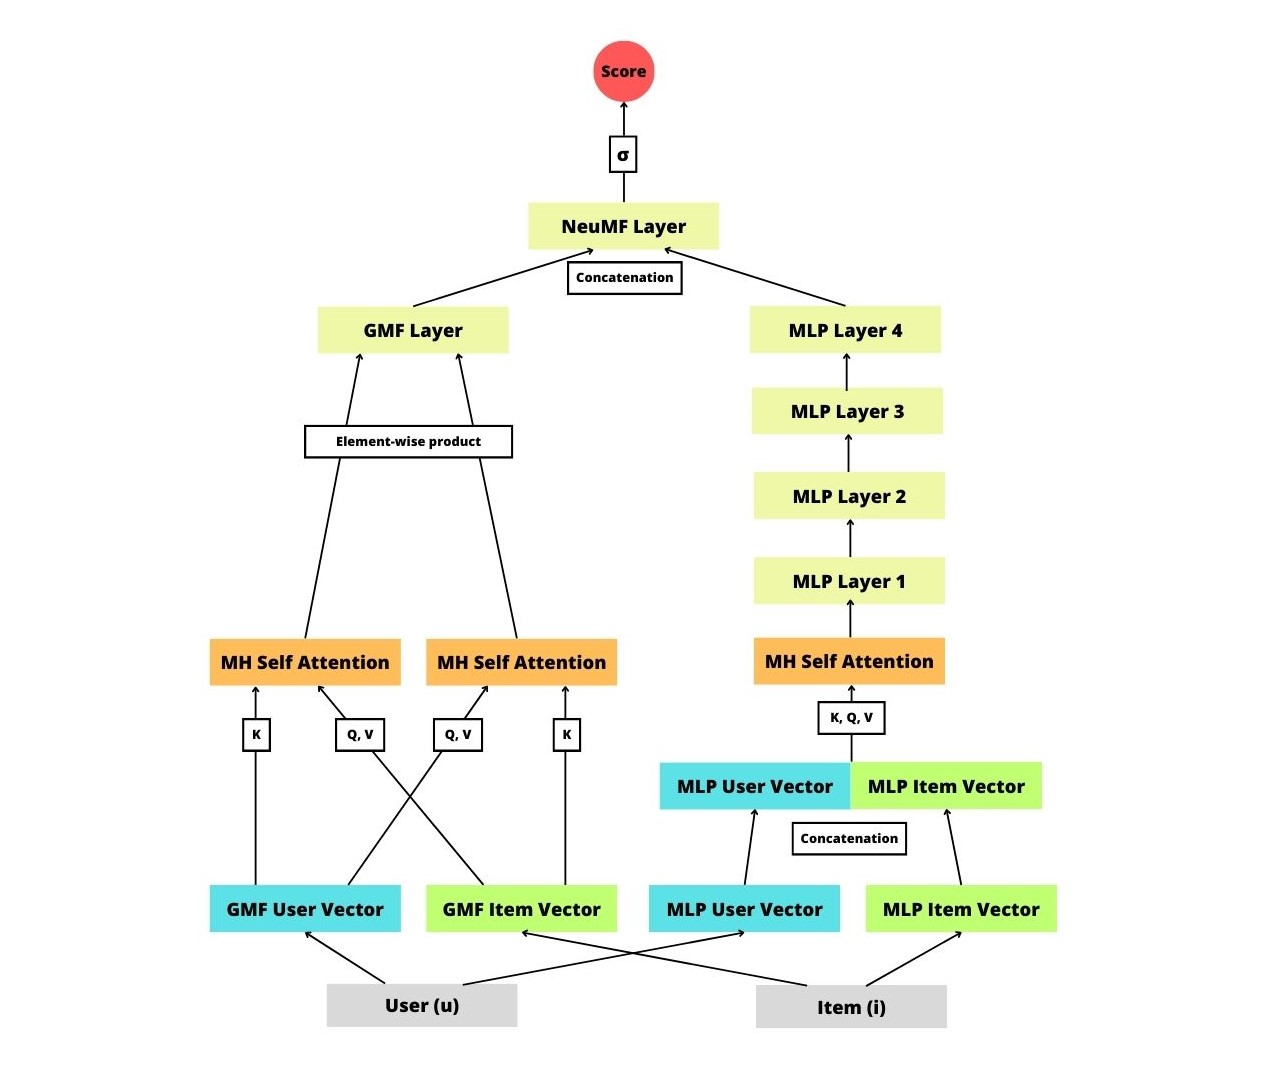 Score
σ
NeuMF Layer
Concatenation
GMF Layer
MLP Layer 4
MLP Layer 3
Element-wise product
MLP Layer 2
MLP Layer 1
MH Self Attention
MH Self Attention
MH Self Attention
K, Q, V
K
Q, V
Q, V
K
MLP User Vector
MLP Item Vector
Concatenation
GMF User Vector
GMF Item Vector
MLP User Vector
MLP Item Vector
User (u)
Item (i)